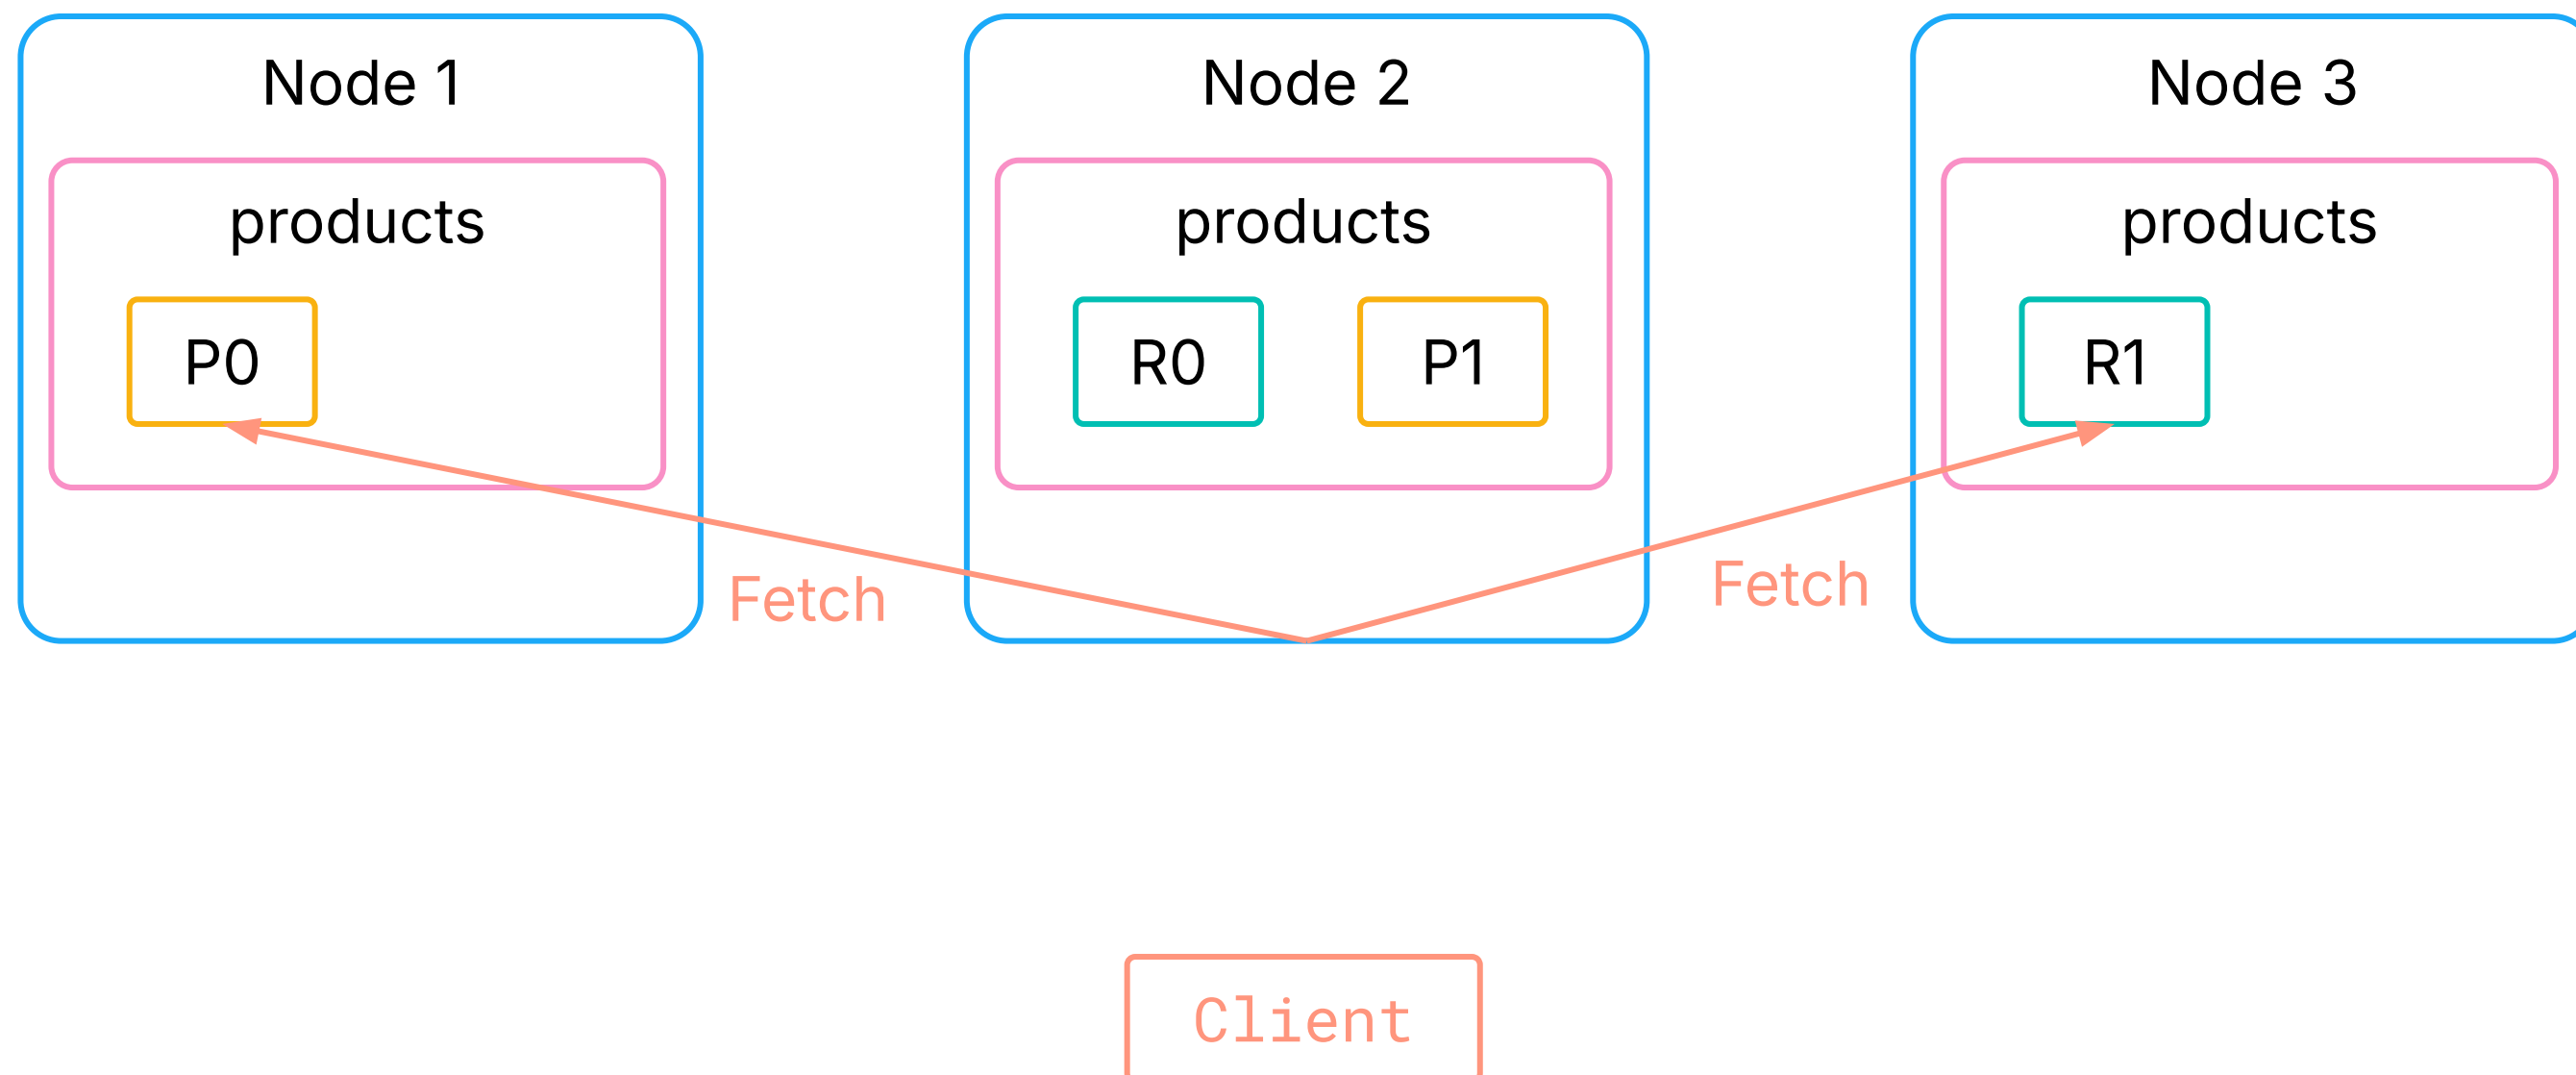 Node 1
products
P0
Node 2
products
R0
P1
Node 3
products
R1
Fetch
Fetch
Client